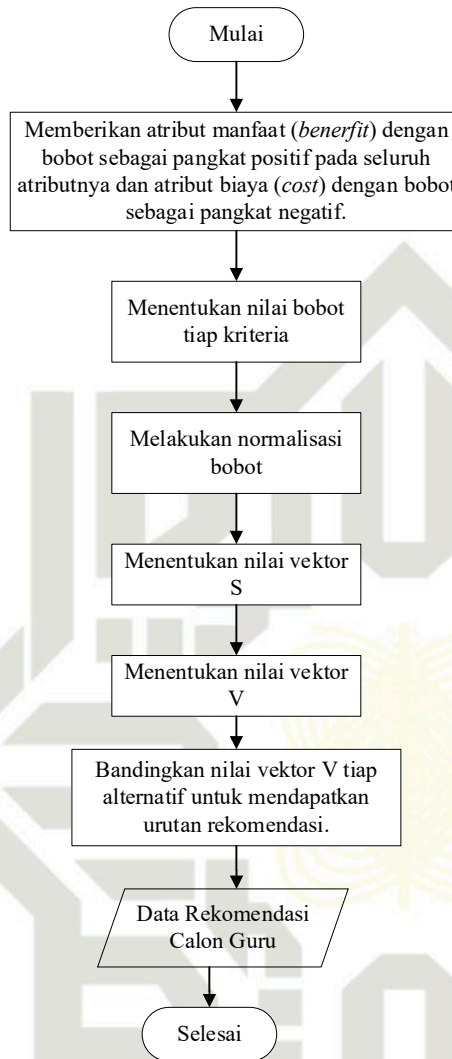 Mulai
Memberikan atribut manfaat (benerfit) dengan
bobot sebagai pangkat positif pada seluruh
atributnya dan atribut biaya (cost) dengan bobot
sebagai pangkat negatif.
Menentukan nilai bobot
tiap kriteria
Melakukan normalisasi
bobot
Menentukan nilai vektor
S
Menentukan nilai vektor
V
Bandingkan nilai vektor V tiap
alternatif untuk mendapatkan
urutan rekomendasi.
Data Rekomendasi
Calon Guru
Selesai